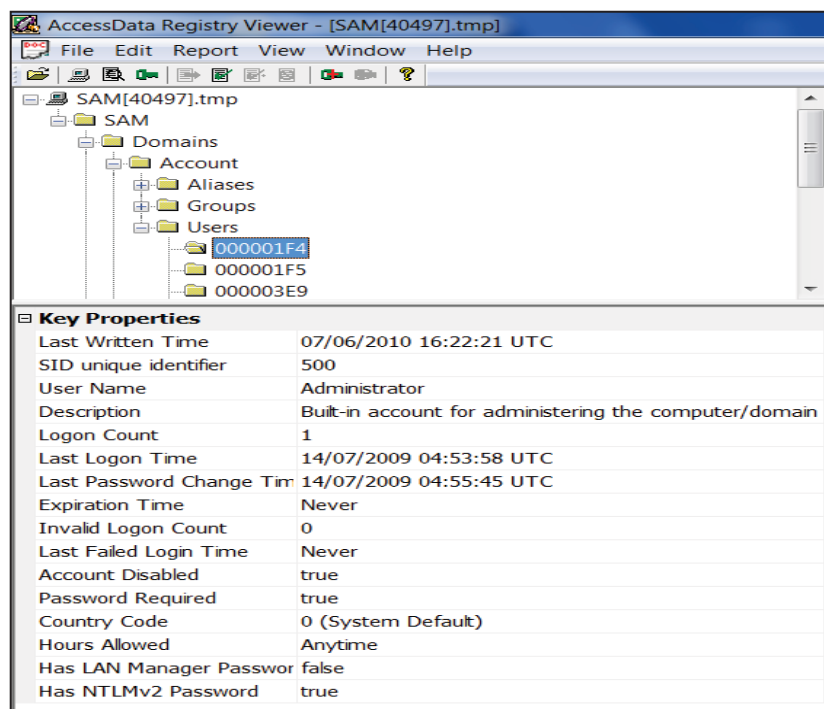 AccessData Registry Viewer - [SAM[40497].tmp]
File Edit Report View Window Help
SAM[40497].tmp
SAM
Domains
Account
Aliases
Groups
Users
000001F4
000001F5
000003E9
Key Properties
Last Written Time 07/06/2010 16:22:21 UTC
SID unique identifier 500
User Name Administrator
Description Built-in account for administering the computer/domain
Logon Count 1
Last Logon Time 14/07/2009 04:53:58 UTC
Last Password Change Tim 14/07/2009 04:55:45 UTC
Expiration Time Never
Invalid Logon Count 0
Last Failed Login Time Never
Account Disabled true
Password Required true
Country Code 0 (System Default)
Hours Allowed Anytime
Has LAN Manager Passwor false
Has NTLMv2 Password true